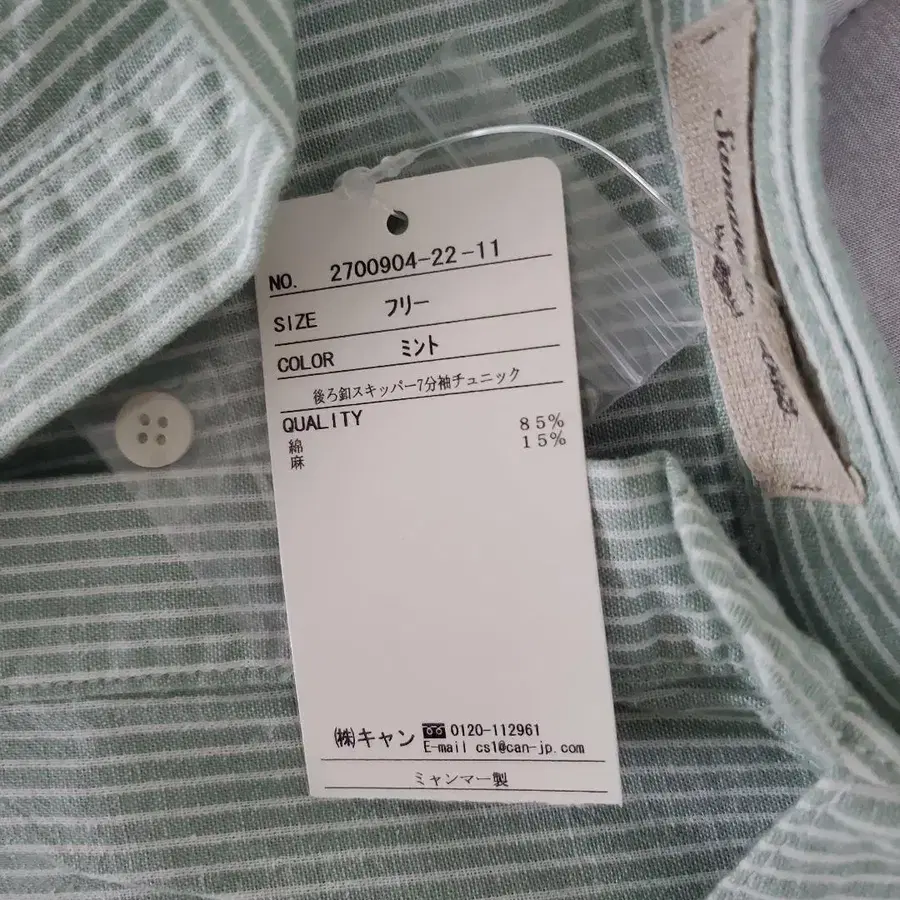 NO. 2700904-22-11
SIZE フリー
COLOR ミント
後ろ釦スキッパー7分袖チュニック
QUALITY
綿 85%
麻 15%
㈱キャン 0120-112961
E-mail cs1@can-jp.com
ミャンマー製